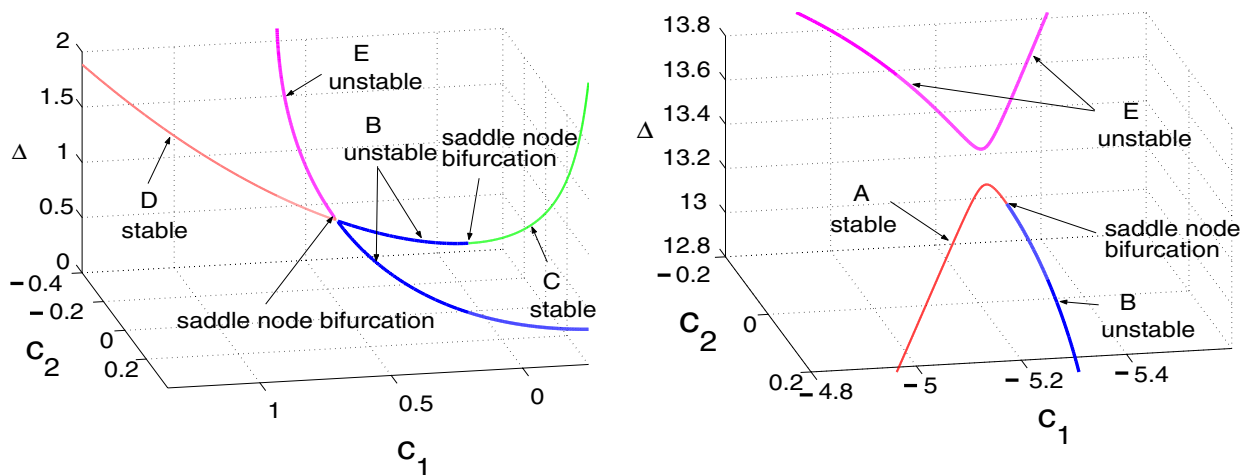 2
1.5
Δ
1
0.5
0
− 0.4
− 0.2
0
0.2
C2
1
0.5
0
C1
E
unstable
B
unstable
saddle node
bifurcation
D
stable
C
stable
saddle node bifurcation
13.8
13.6
13.4
Δ
13.2
13
12.8
− 0.2
0
0.2
C2
− 4.8
− 5
− 5.2
− 5.4
C1
E
unstable
A
stable
saddle node
bifurcation
B
unstable